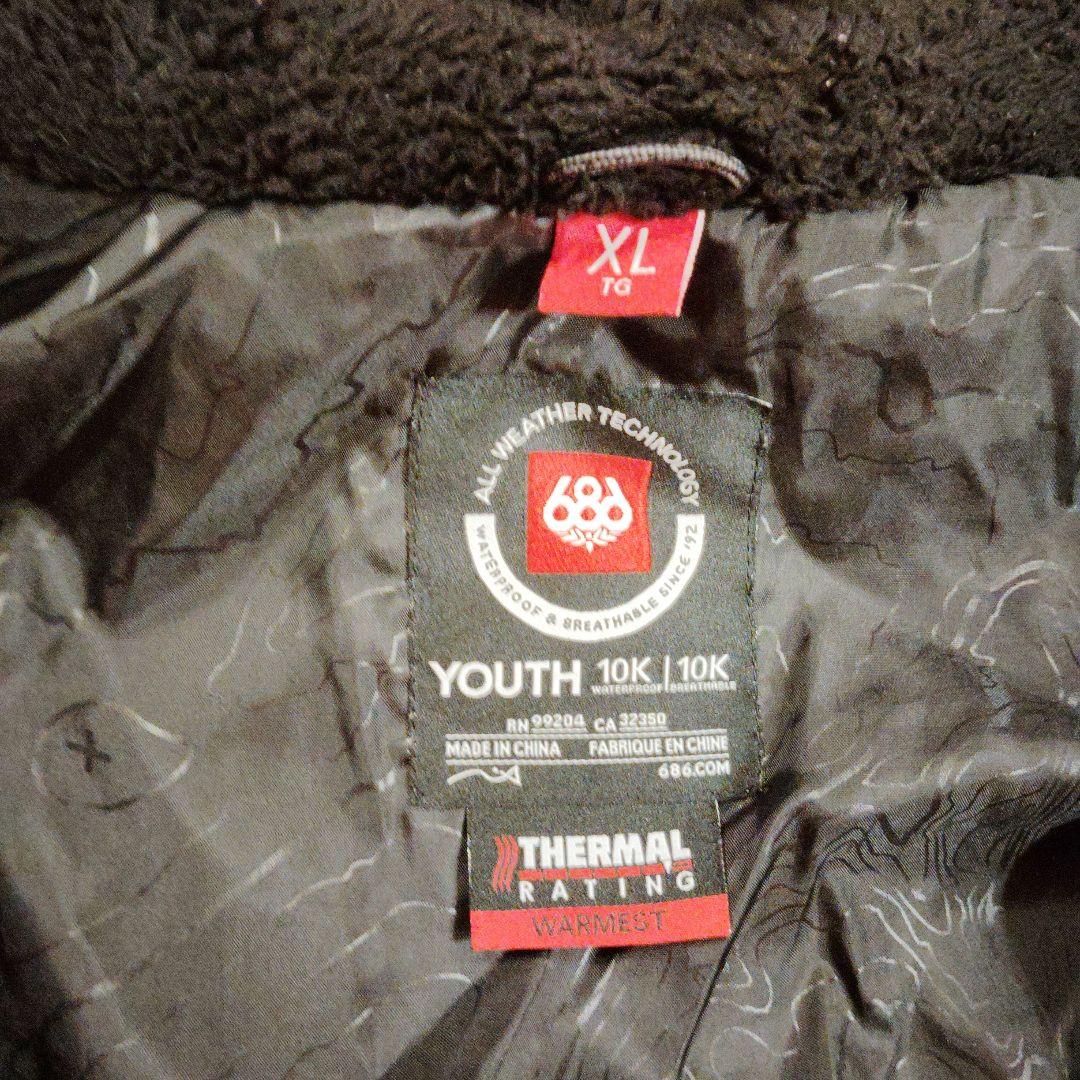 XL
TG
ALL WEATHER TECHNOLOGY
686
WATERPROOF & BREATHABLE SINCE '92
YOUTH 10K | 10K
WATERPROOF BREATHABLE
RN 99204 CA 32350
MADE IN CHINA FABRIQUE EN CHINE
686.COM
THERMAL
RATING
WARMEST